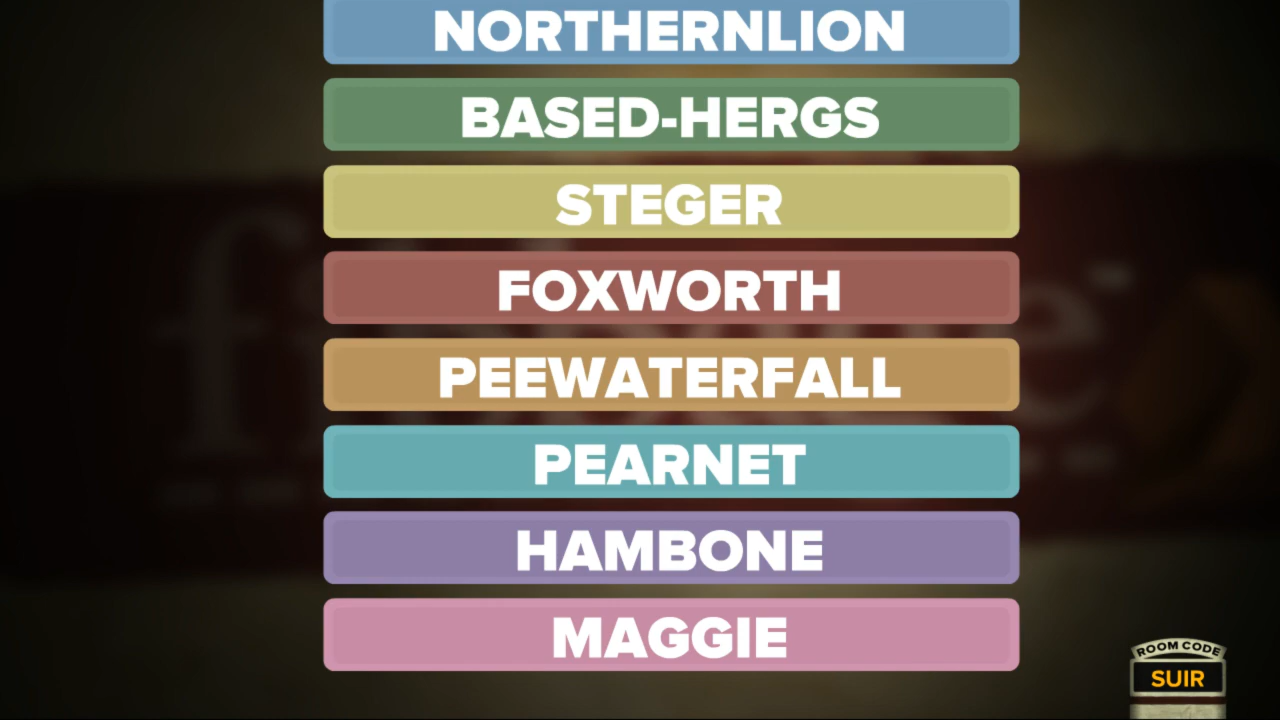 NORTHERNLION
BASED-HERGS
STEGER
FOXWORTH
PEEWATERFALL
PEARNET
HAMBONE
MAGGIE
ROOM CODE
SUIR